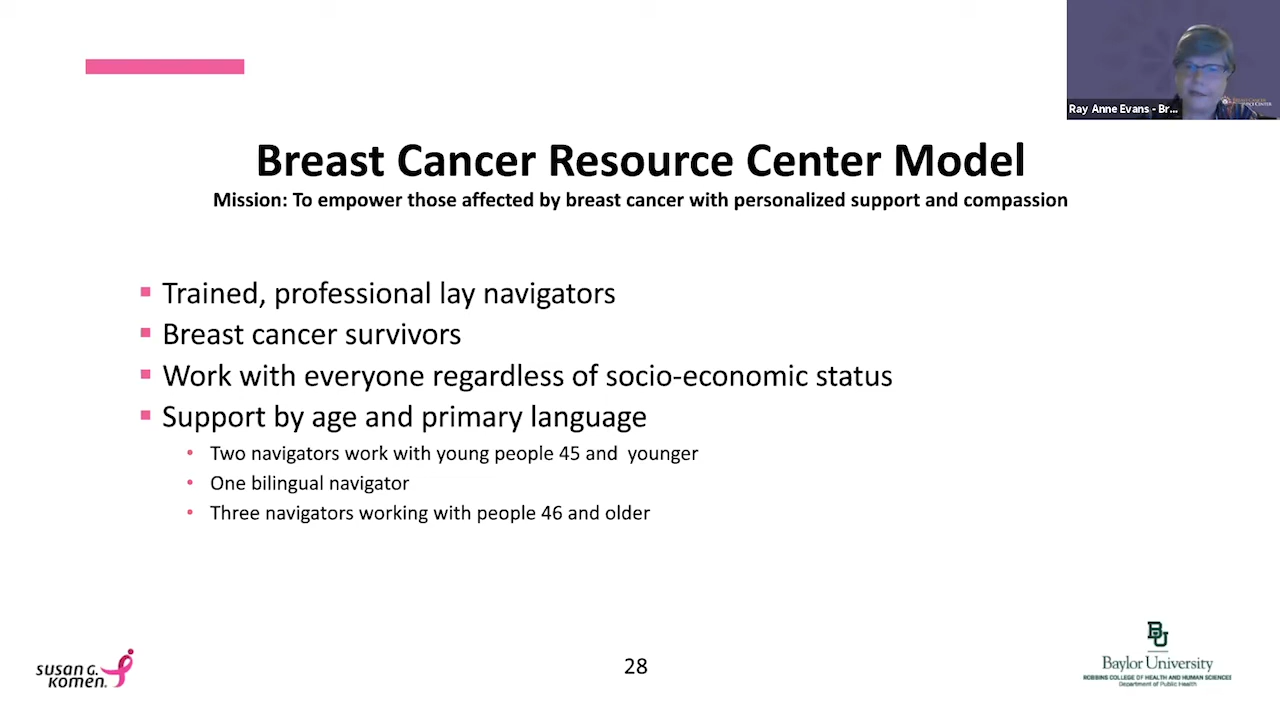 Ray Anne Evans - Br...
Breast Cancer Resource Center Model
Mission: To empower those affected by breast cancer with personalized support and compassion
Trained, professional lay navigators
Breast cancer survivors
Work with everyone regardless of socio-economic status
Support by age and primary language
Two navigators work with young people 45 and younger
One bilingual navigator
Three navigators working with people 46 and older
susan g.
komen.
28
BU
Baylor University
ROBBINS COLLEGE OF HEALTH AND HUMAN SCIENCES
Department of Public Health